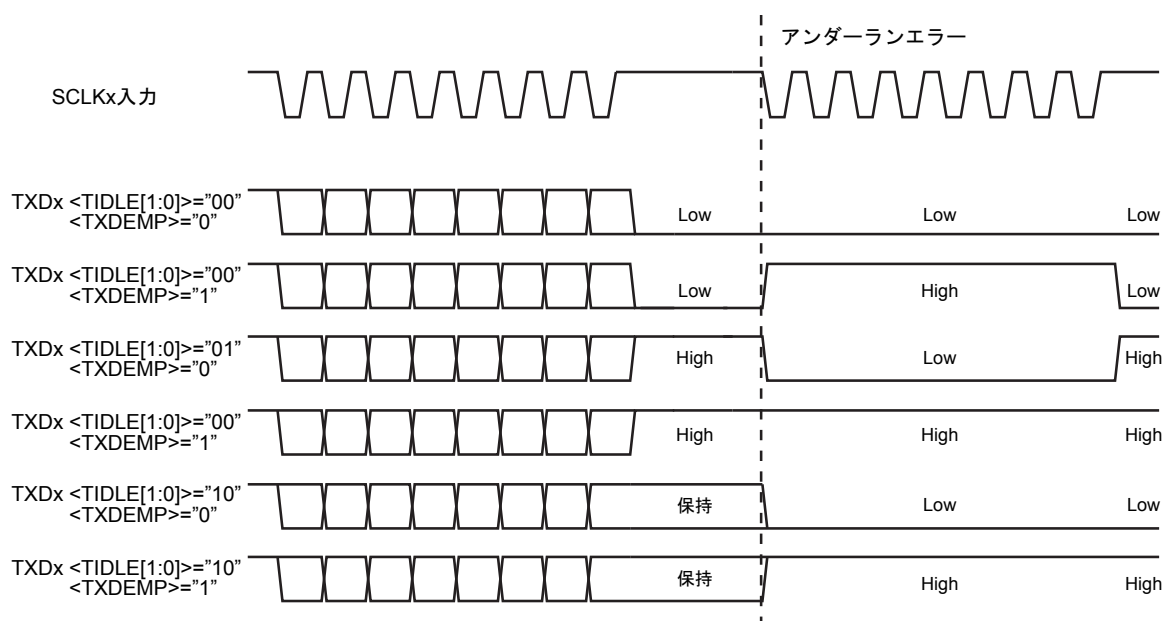 アンダーランエラー
SCLKx入力
TXDx <TIDLE[1:0]>=”00”
<TXDEMP>=”0”
Low
Low
Low
TXDx <TIDLE[1:0]>=”00”
<TXDEMP>=”1”
Low
High
Low
TXDx <TIDLE[1:0]>=”01”
<TXDEMP>=”0”
High
Low
High
TXDx <TIDLE[1:0]>=”00”
<TXDEMP>=”1”
High
High
High
TXDx <TIDLE[1:0]>=”10”
<TXDEMP>=”0”
保持
Low
Low
TXDx <TIDLE[1:0]>=”10”
<TXDEMP>=”1”
保持
High
High